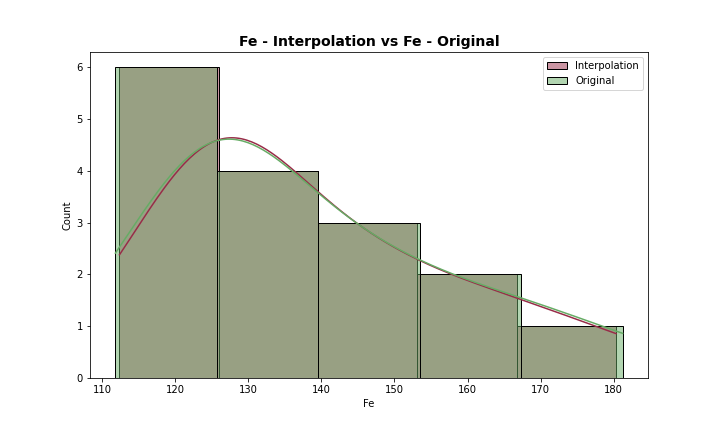 Fe - Interpolation vs Fe - Original
Interpolation
Original
6
5
4
3
2
1
0
Count
110 120 130 140 150 160 170 180
Fe